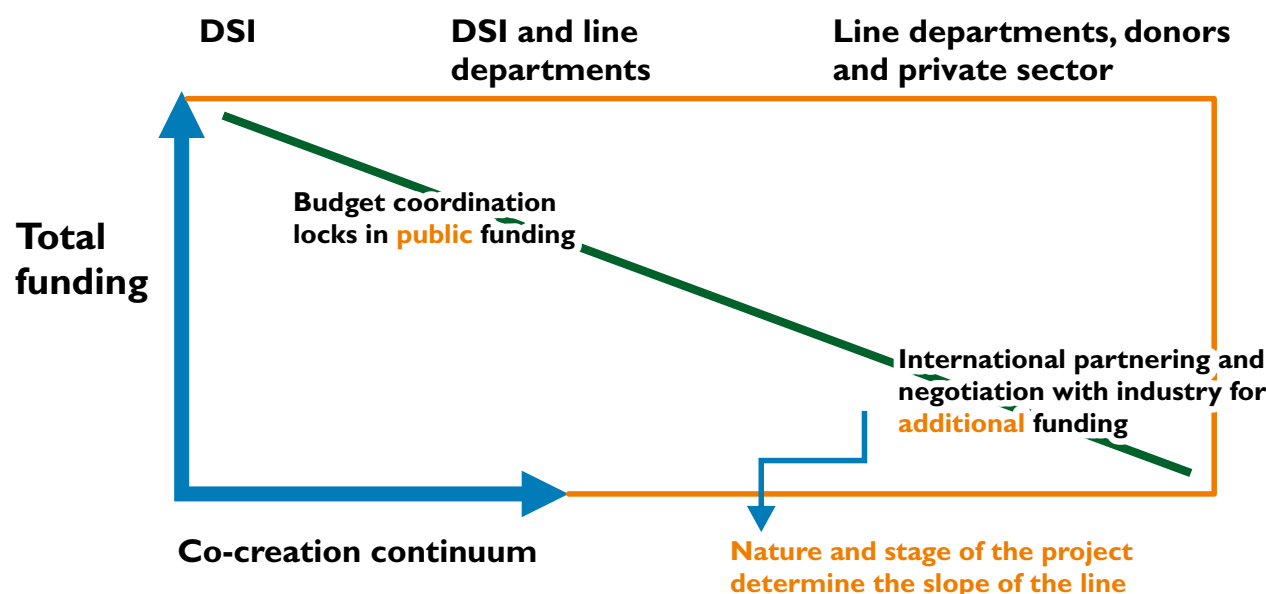 DSI
DSI and line
departments
Line departments, donors
and private sector
Total
funding
Budget coordination
locks in public funding
International partnering and
negotiation with industry for
additional funding
Co-creation continuum
Nature and stage of the project
determine the slope of the line